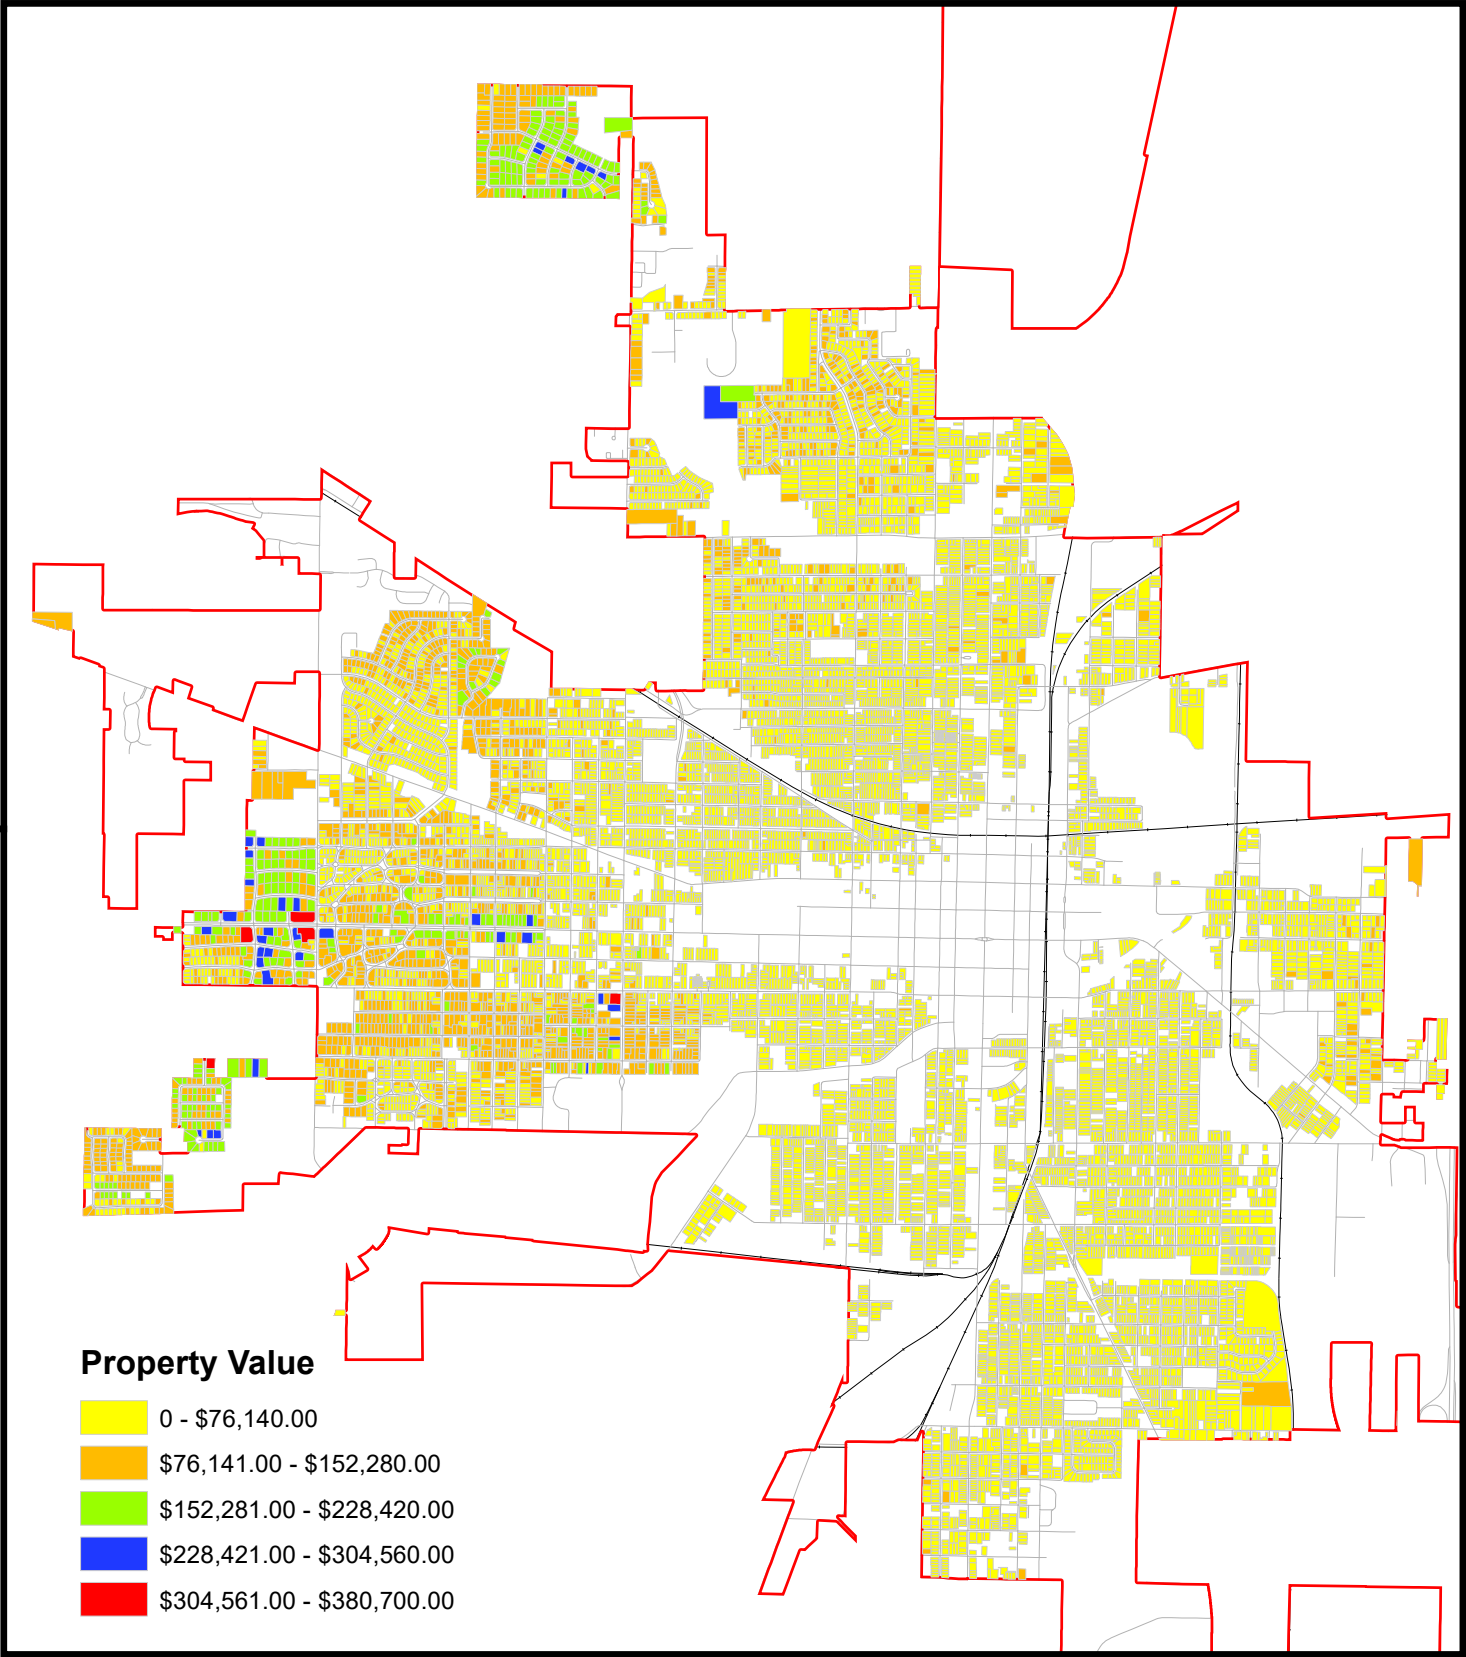 Property Value
0 - $76,140.00
$76,141.00 - $152,280.00
$152,281.00 - $228,420.00
$228,421.00 - $304,560.00
$304,561.00 - $380,700.00